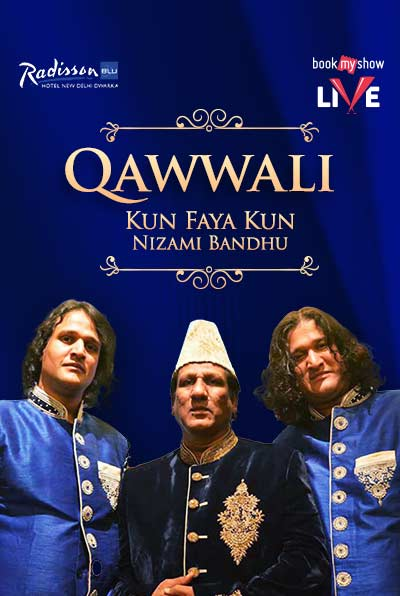 Radisson BLU
HOTEL NEW DELHI DWARKA
book my show
LIVE
QAWWALI
KUN FAYA KUN
NIZAMI BANDHU